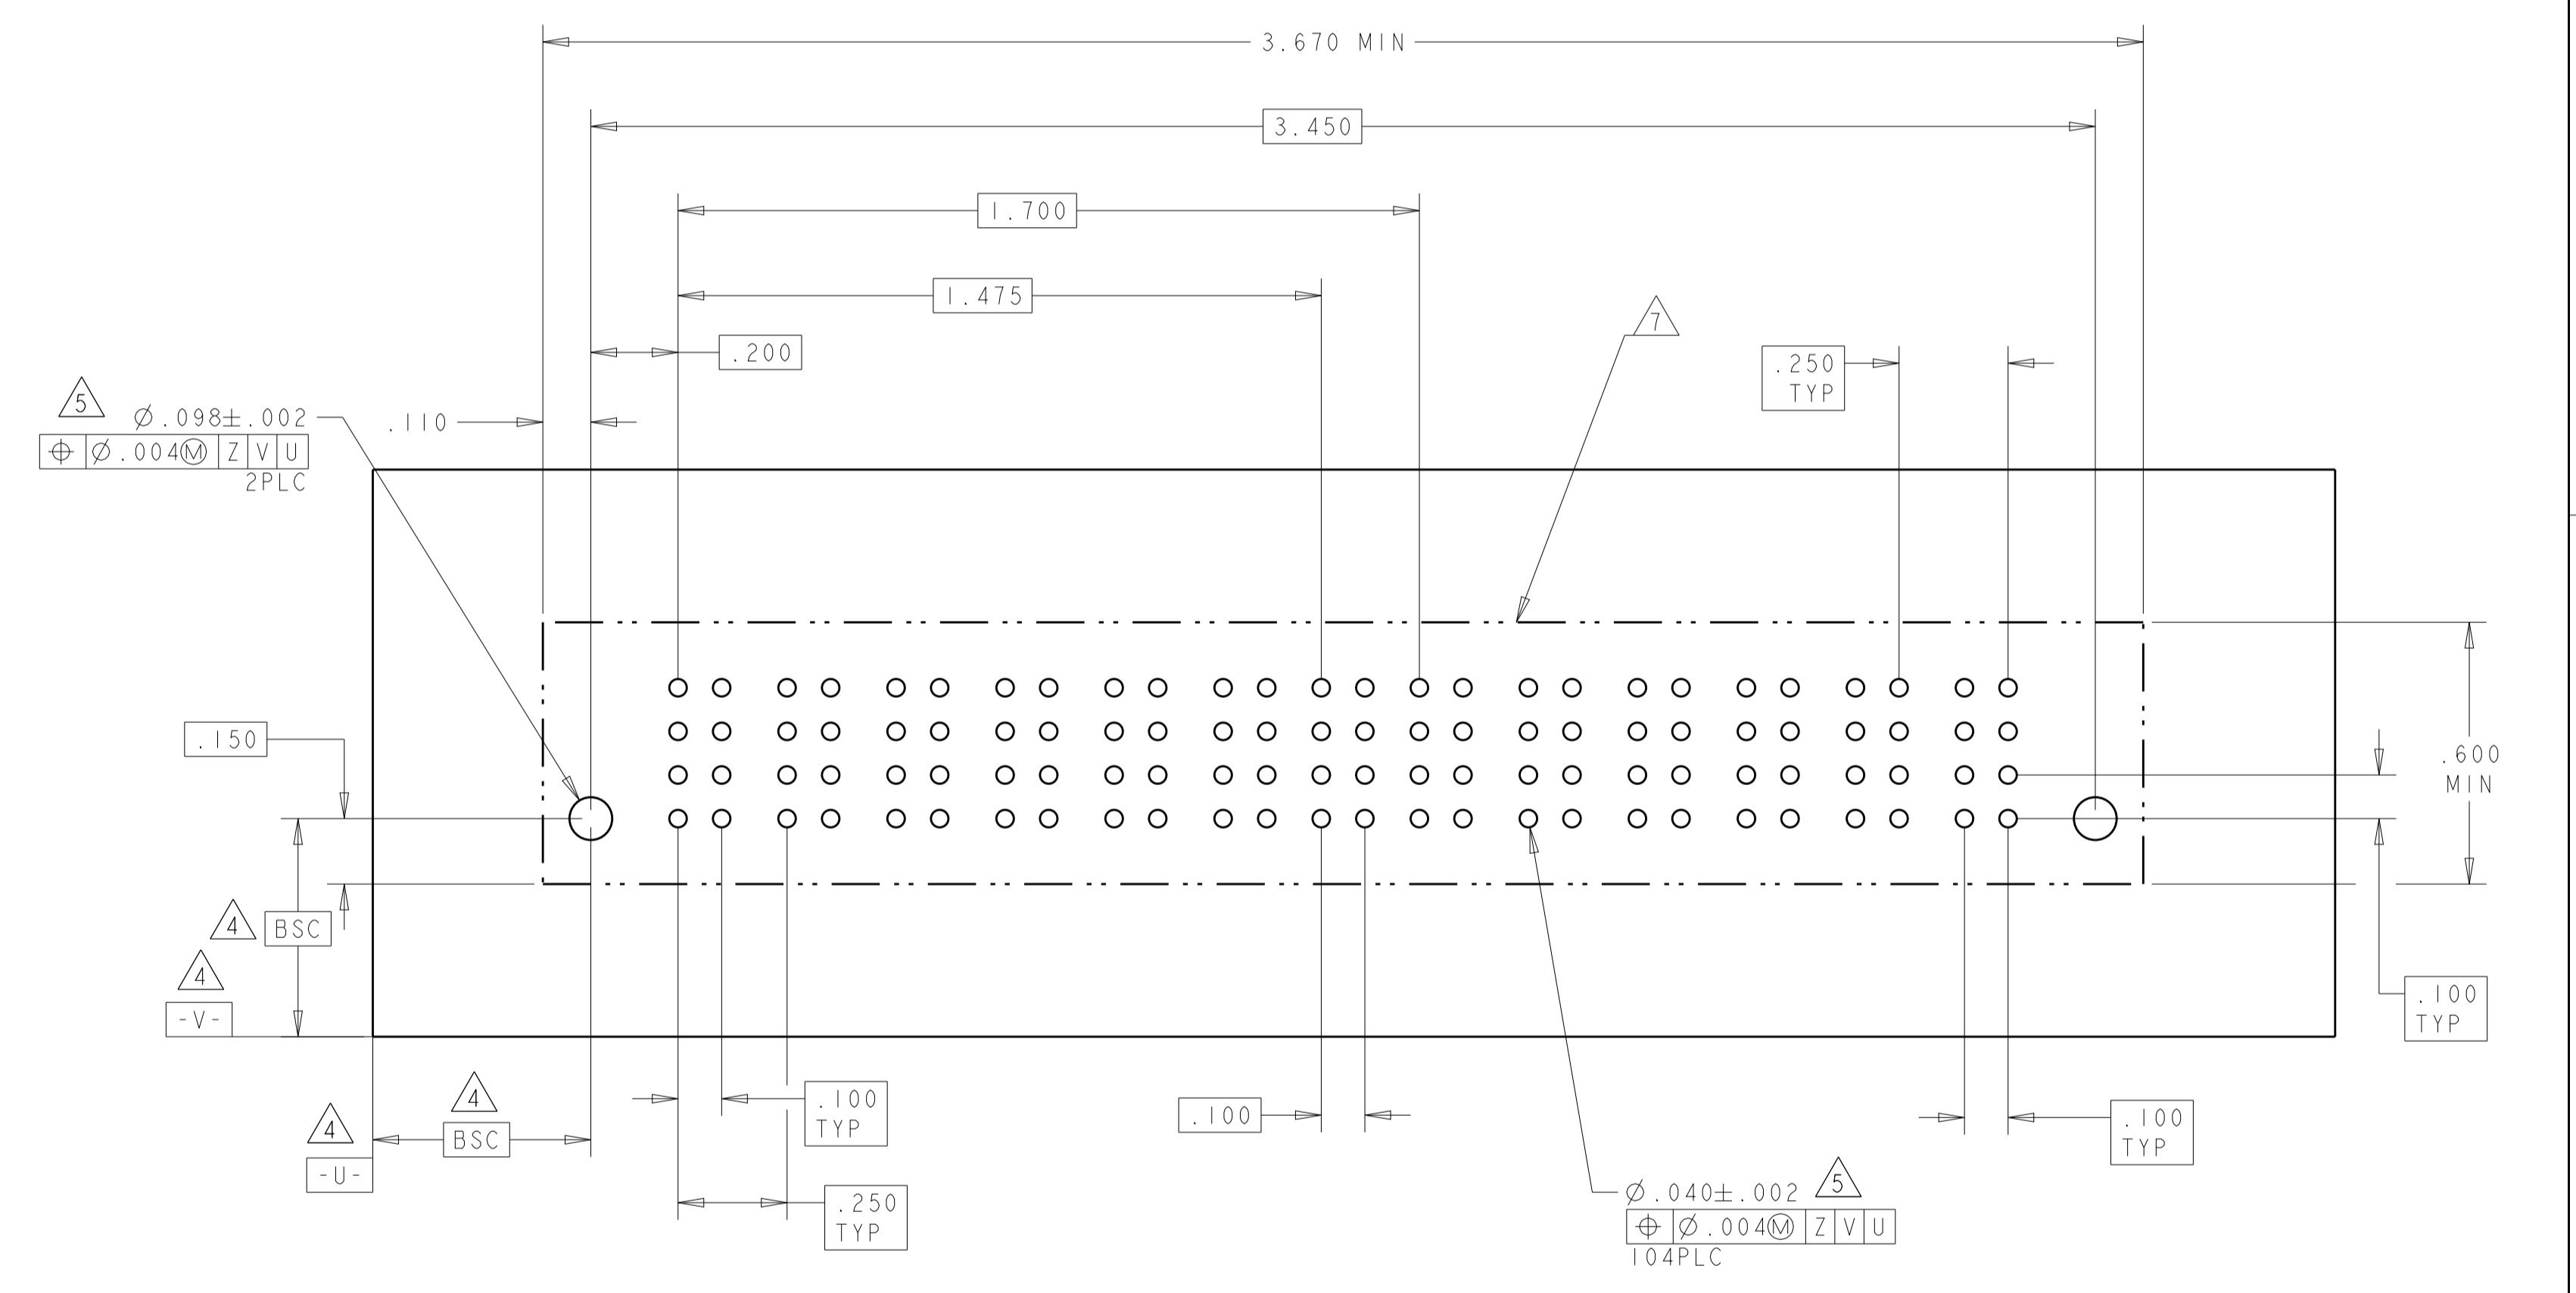 3.670 MIN
3.450
1.700
1.475
.200
7
.250
TYP
5
Ø.098±.002
⌖ Ø.004Ⓜ Z V U
2PLC
.110
.150
.600
MIN
4
BSC
4
-V-
.100
TYP
4
BSC
4
-U-
.100
TYP
.250
TYP
.100
.100
TYP
Ø.040±.002
5
⌖ Ø.004Ⓜ Z V U
104PLC